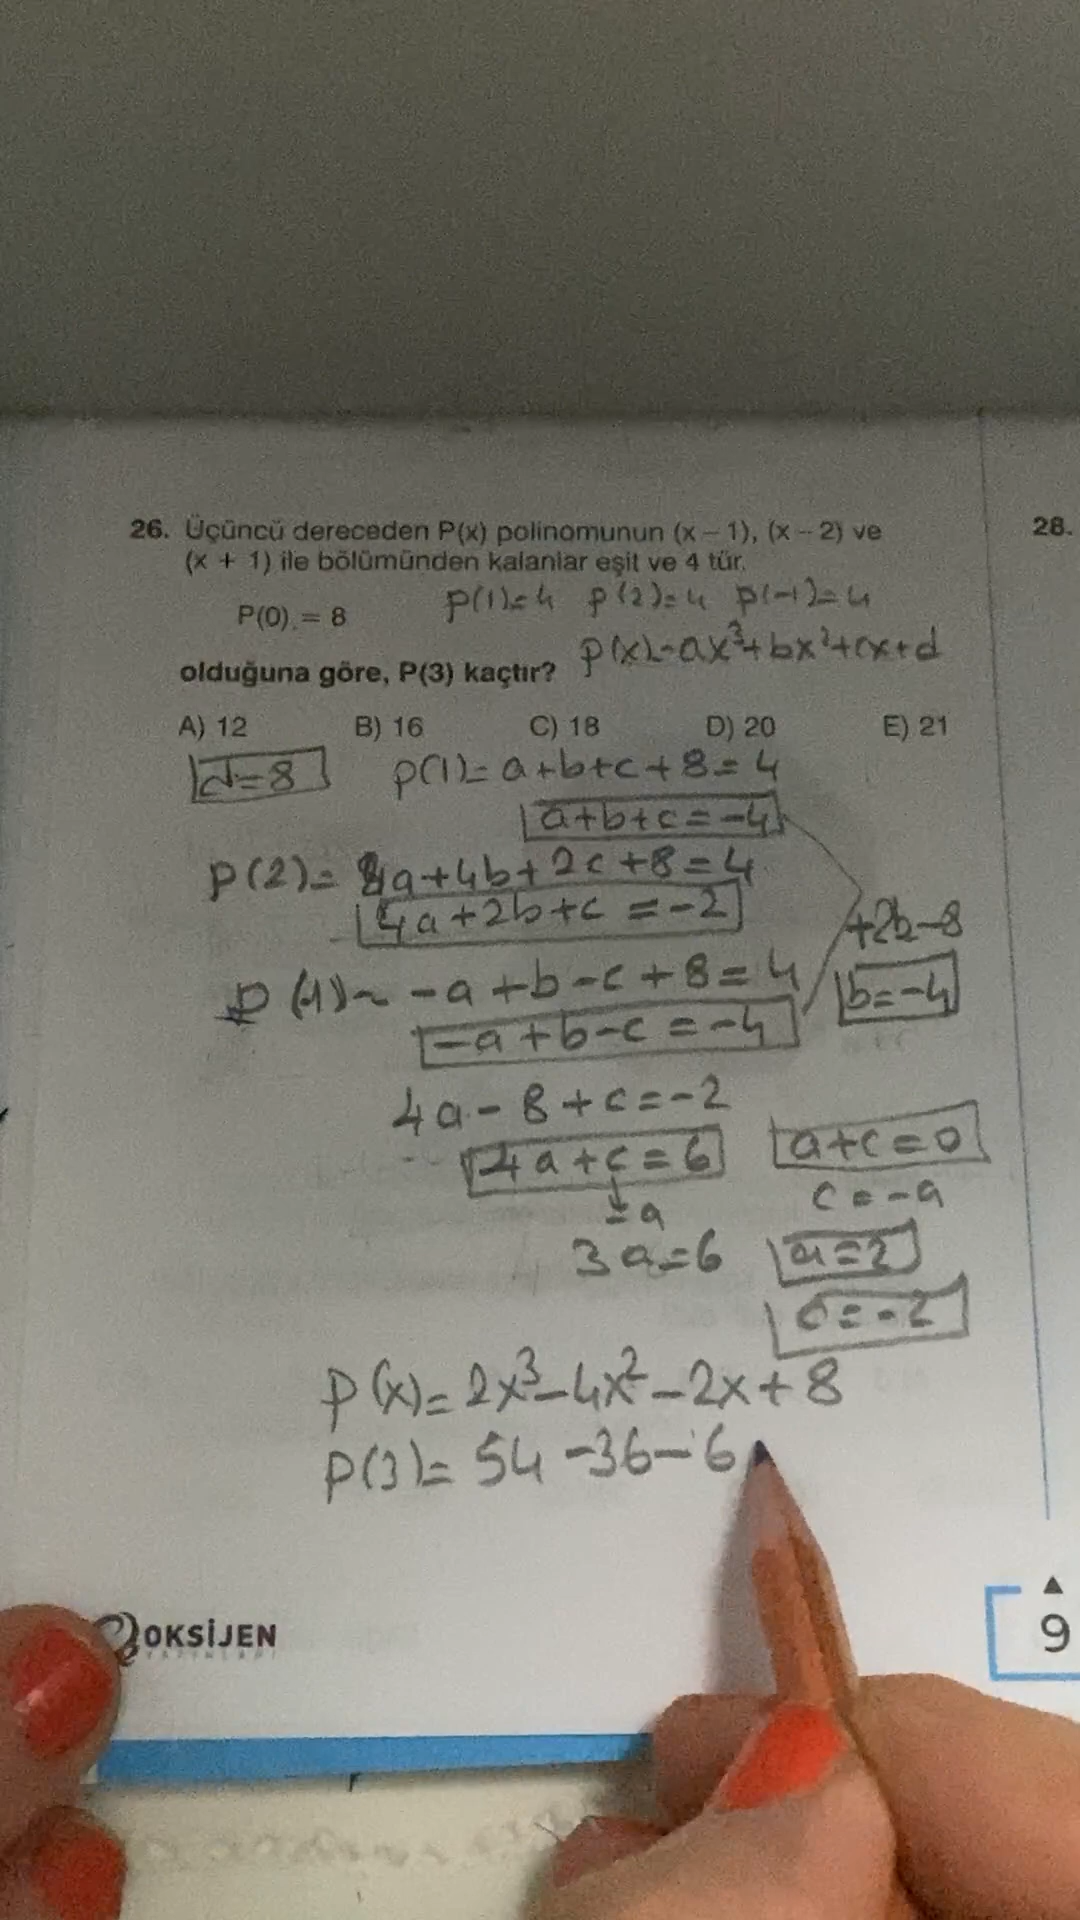 26. Üçüncü dereceden P(x) polinomunun (x – 1), (x – 2) ve
(x + 1) ile bölümünden kalanlar eşit ve 4 tür.
P(0) = 8
p(1)=4 p(2)=4 p(-1)=4
p(x)=ax³+bx²+cx+d
olduğuna göre, P(3) kaçtır?
A) 12 B) 16 C) 18 D) 20 E) 21
d=8
p(1)=a+b+c+8=4
a+b+c=-4
p(2)=8a+4b+2c+8=4
4a+2b+c=-2
+2b-8
p(-1)=-a+b-c+8=4
b=-4
-a+b-c=-4
4a-8+c=-2
4a+c=6
a+c=0
-a
c=-a
3a=6
a=2
c=-2
P(x)=2x³-4x²-2x+8
P(3)=54-36-6
OKSİJEN
YAYINLARI
28.
9